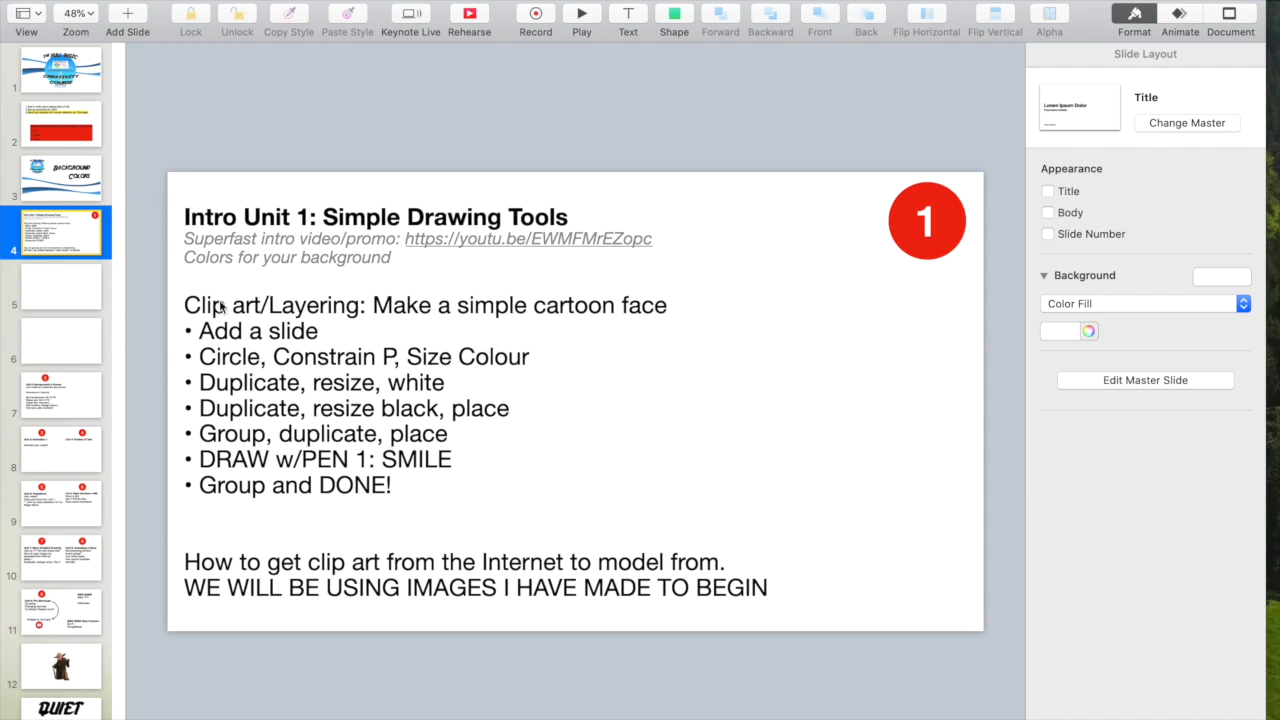 48%
View
Zoom
Add Slide
Lock
Unlock
Copy Style
Paste Style
Keynote Live
Rehearse
Record
Play
Text
Shape
Forward
Backward
Front
Back
Flip Horizontal
Flip Vertical
Alpha
Format
Animate
Document
1
2
BACKGROUND
COLORS
3
4
5
6
7
8
9
10
11
12
QUIET
Intro Unit 1: Simple Drawing Tools
1
Superfast intro video/promo: https://youtu.be/EWMFMrEZopc
Colors for your background
Clip art/Layering: Make a simple cartoon face
• Add a slide
• Circle, Constrain P, Size Colour
• Duplicate, resize, white
• Duplicate, resize black, place
• Group, duplicate, place
• DRAW w/PEN 1: SMILE
• Group and DONE!
How to get clip art from the Internet to model from.
WE WILL BE USING IMAGES I HAVE MADE TO BEGIN
Slide Layout
Lorem Ipsum Dolor
Title
Change Master
Appearance
Title
Body
Slide Number
Background
Color Fill
Edit Master Slide